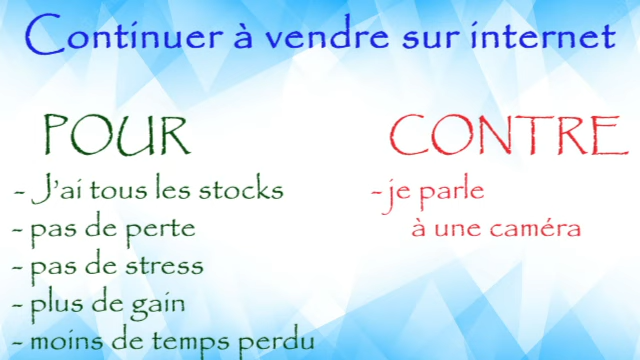 Continuer à vendre sur internet
POUR
- J'ai tous les stocks
- pas de perte
- pas de stress
- plus de gain
- moins de temps perdu
CONTRE
- je parle
à une caméra